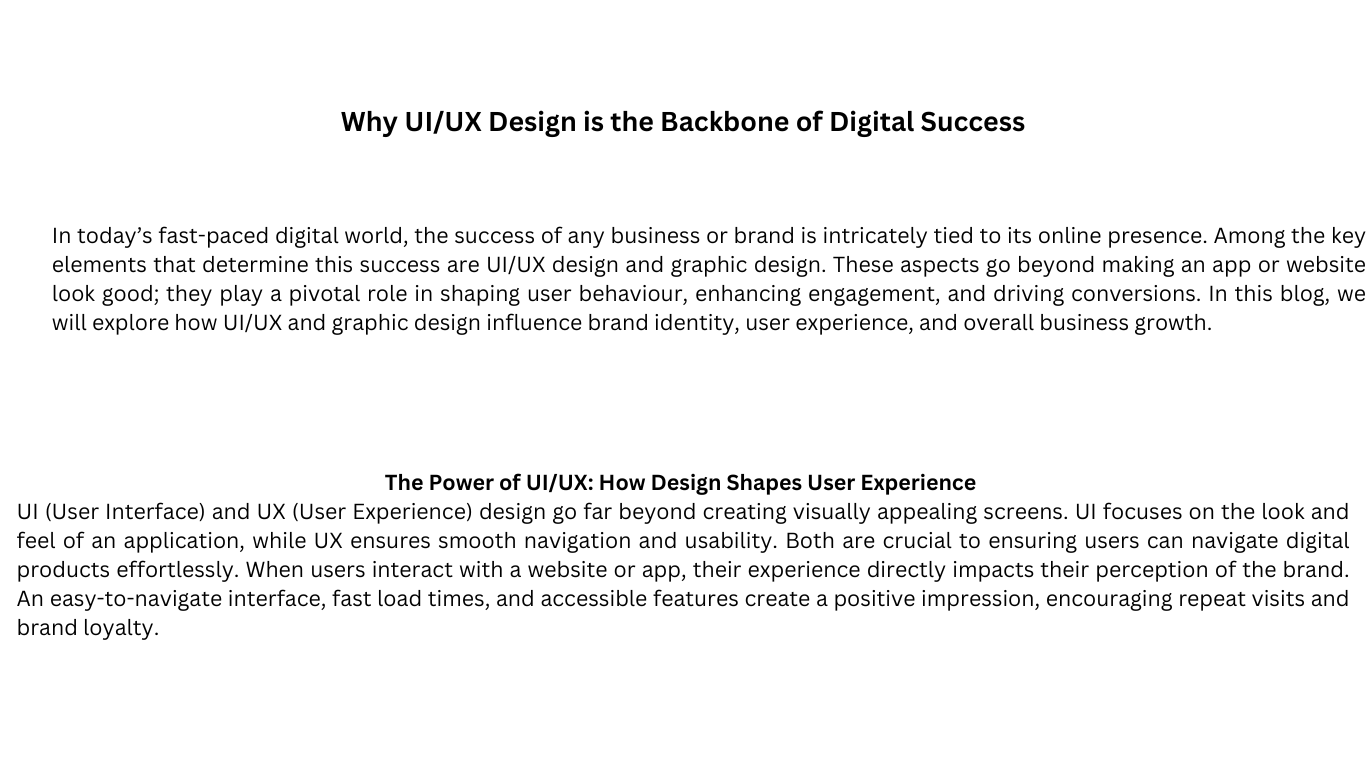 Why UI/UX Design is the Backbone of Digital Success
In today’s fast-paced digital world, the success of any business or brand is intricately tied to its online presence. Among the key
elements that determine this success are UI/UX design and graphic design. These aspects go beyond making an app or website
look good; they play a pivotal role in shaping user behaviour, enhancing engagement, and driving conversions. In this blog, we
will explore how UI/UX and graphic design influence brand identity, user experience, and overall business growth.
The Power of UI/UX: How Design Shapes User Experience
UI (User Interface) and UX (User Experience) design go far beyond creating visually appealing screens. UI focuses on the look and
feel of an application, while UX ensures smooth navigation and usability. Both are crucial to ensuring users can navigate digital
products effortlessly. When users interact with a website or app, their experience directly impacts their perception of the brand.
An easy-to-navigate interface, fast load times, and accessible features create a positive impression, encouraging repeat visits and
brand loyalty.